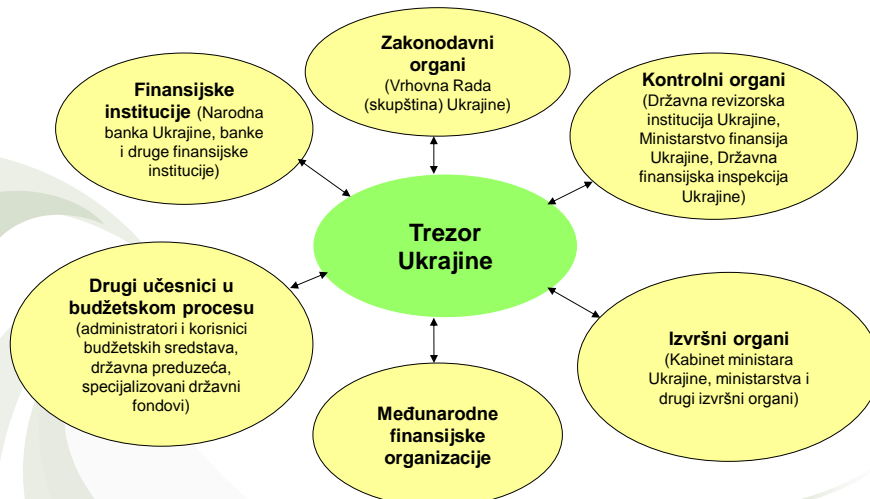 Zakonodavni
organi
(Vrhovna Rada
(skupština) Ukrajine)
Finansijske
institucije (Narodna
banka Ukrajine, banke
i druge finansijske
institucije)
Kontrolni organi
(Državna revizorska
institucija Ukrajine,
Ministarstvo finansija
Ukrajine, Državna
finansijska inspekcija
Ukrajine)
Trezor
Ukrajine
Drugi učesnici u
budžetskom procesu
(administratori i korisnici
budžetskih sredstava,
državna preduzeća,
specijalizovani državni
fondovi)
Izvršni organi
(Kabinet ministara
Ukrajine, ministarstva i
drugi izvršni organi)
Međunarodne
finansijske
organizacije